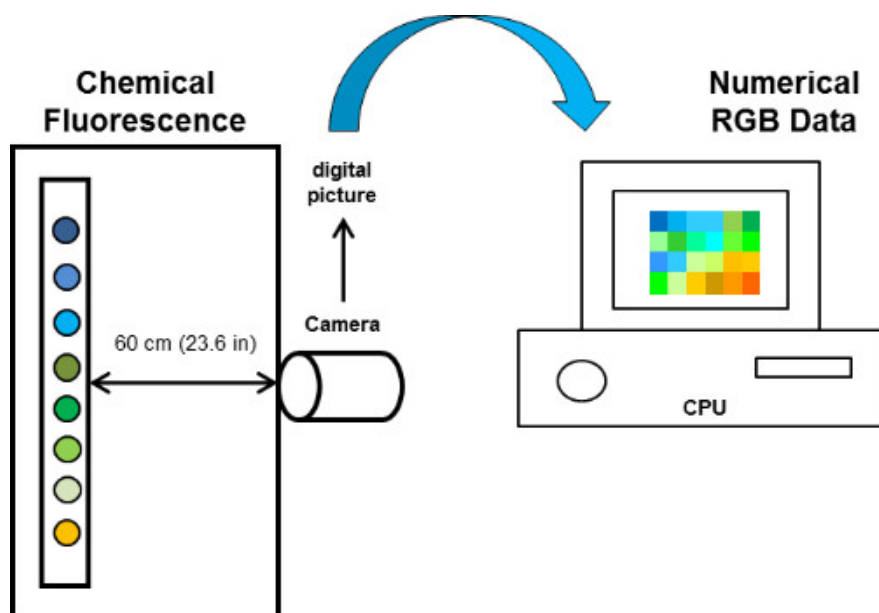 Chemical
Fluorescence
digital
picture
Numerical
RGB Data
60 cm (23.6 in)
Camera
CPU